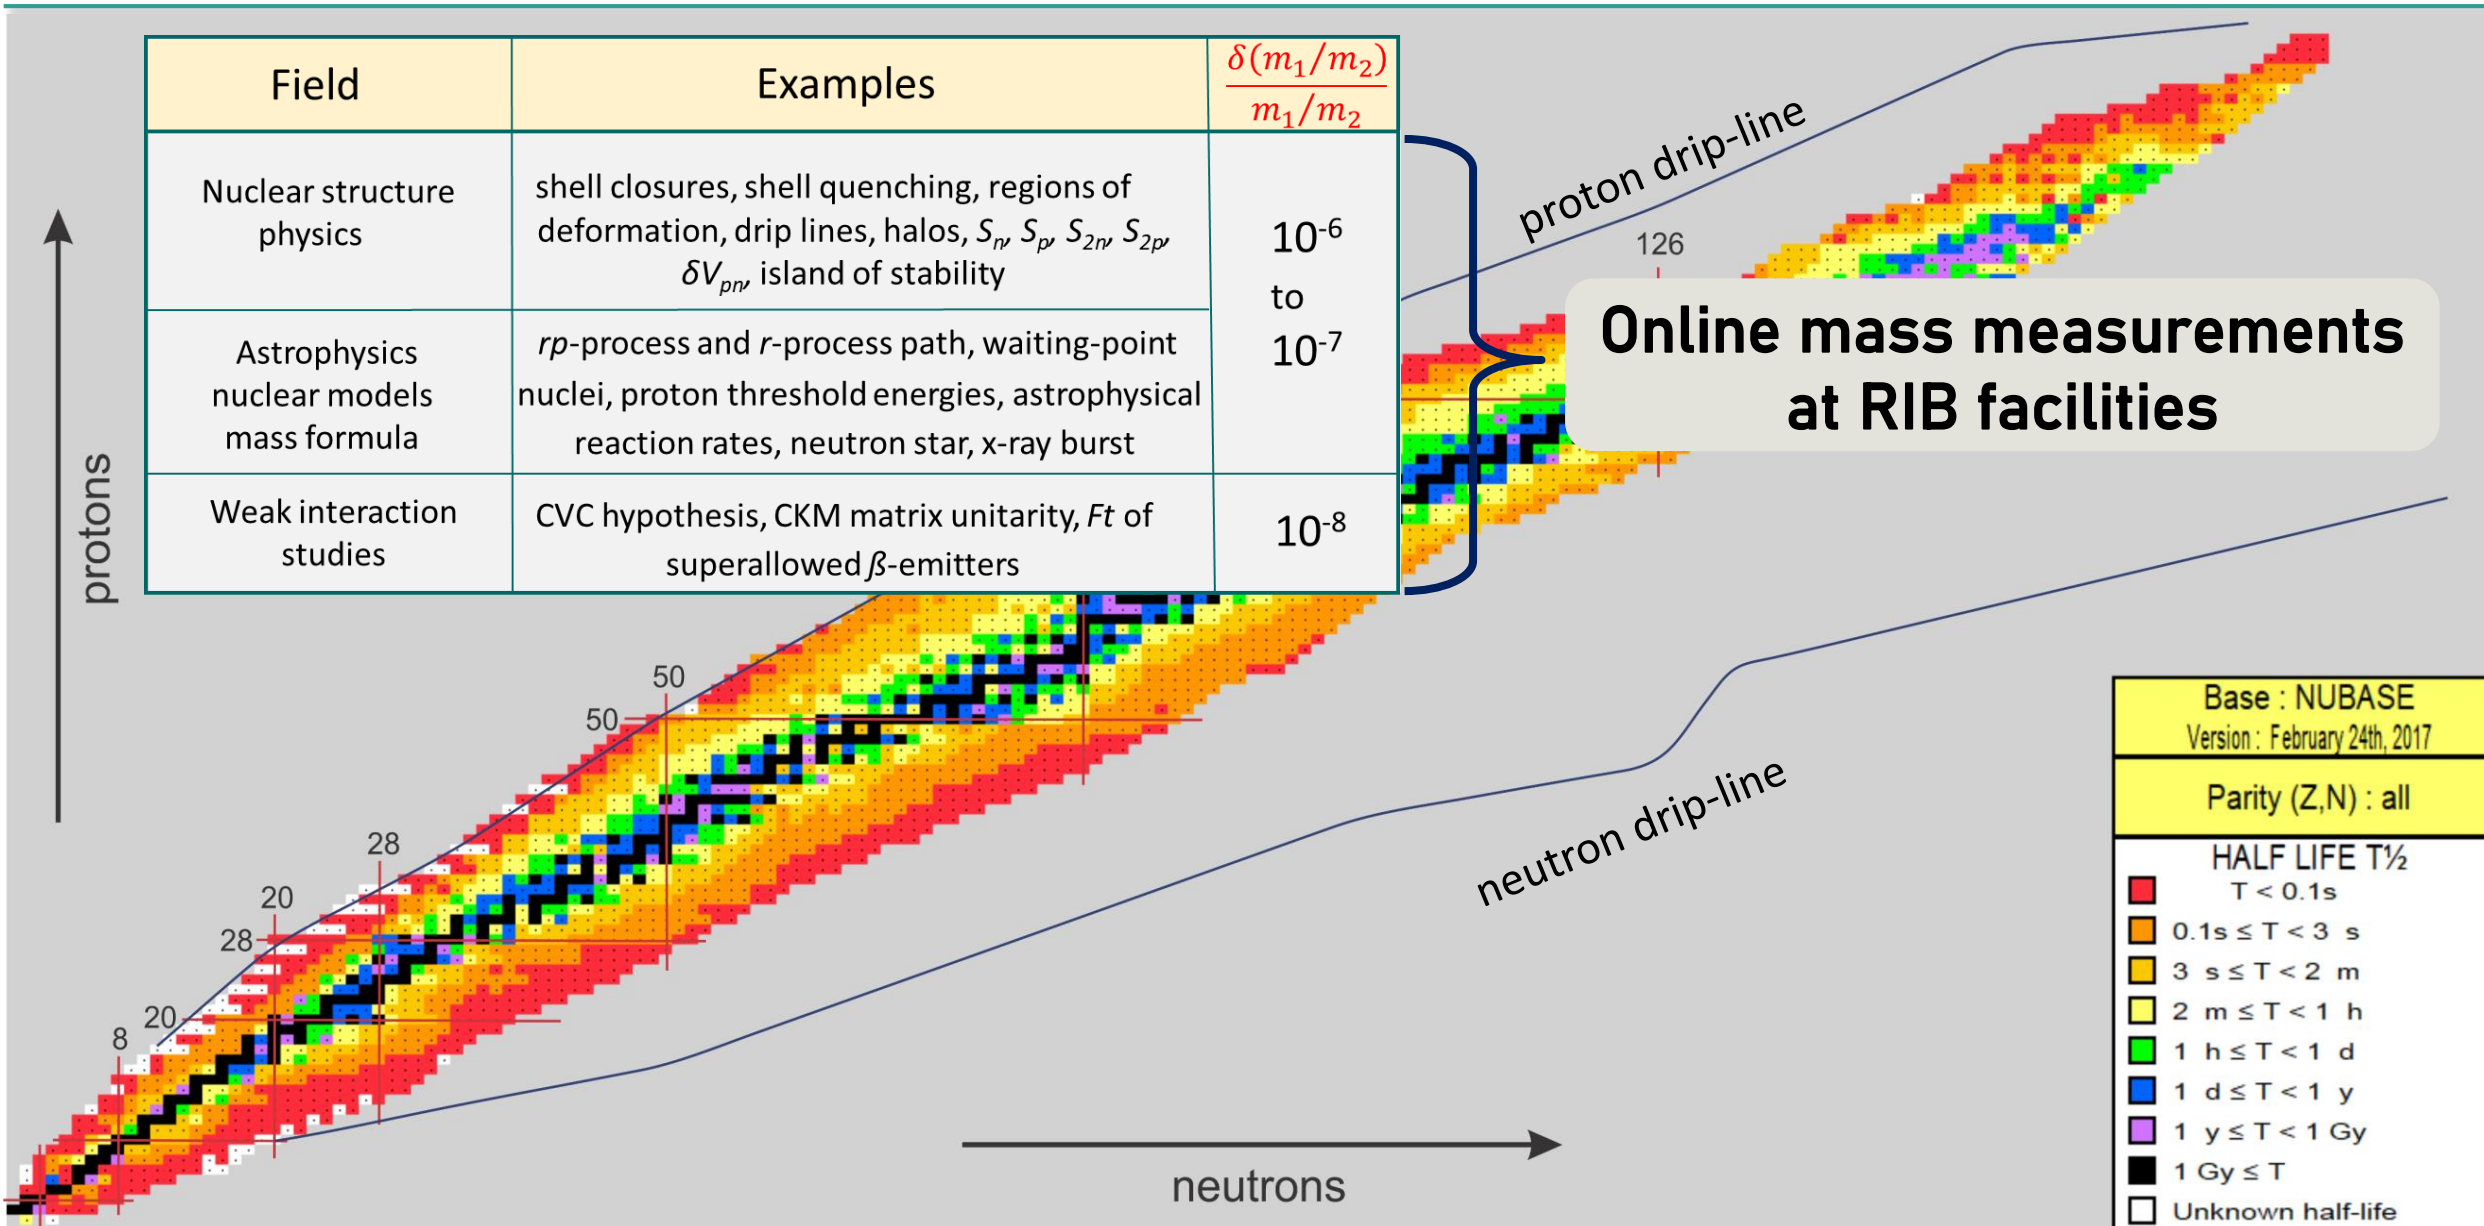 Field
Examples
δ(m₁/m₂)
m₁/m₂
Nuclear structure
physics
shell closures, shell quenching, regions of
deformation, drip lines, halos, Sₙ, Sₚ, S₂ₙ, S₂ₚ,
δVₚₙ, island of stability
10⁻⁶
to
10⁻⁷
Astrophysics
nuclear models
mass formula
rp-process and r-process path, waiting-point
nuclei, proton threshold energies, astrophysical
reaction rates, neutron star, x-ray burst
Weak interaction
studies
CVC hypothesis, CKM matrix unitarity, Ft of
superallowed ß-emitters
10⁻⁸
Online mass measurements
at RIB facilities
proton drip-line
126
protons
50
50
28
20
28
20
8
neutron drip-line
neutrons
Base : NUBASE
Version : February 24th, 2017
Parity (Z,N) : all
HALF LIFE T½
T < 0.1s
0.1s ≤ T < 3 s
3 s ≤ T < 2 m
2 m ≤ T < 1 h
1 h ≤ T < 1 d
1 d ≤ T < 1 y
1 y ≤ T < 1 Gy
1 Gy ≤ T
Unknown half-life